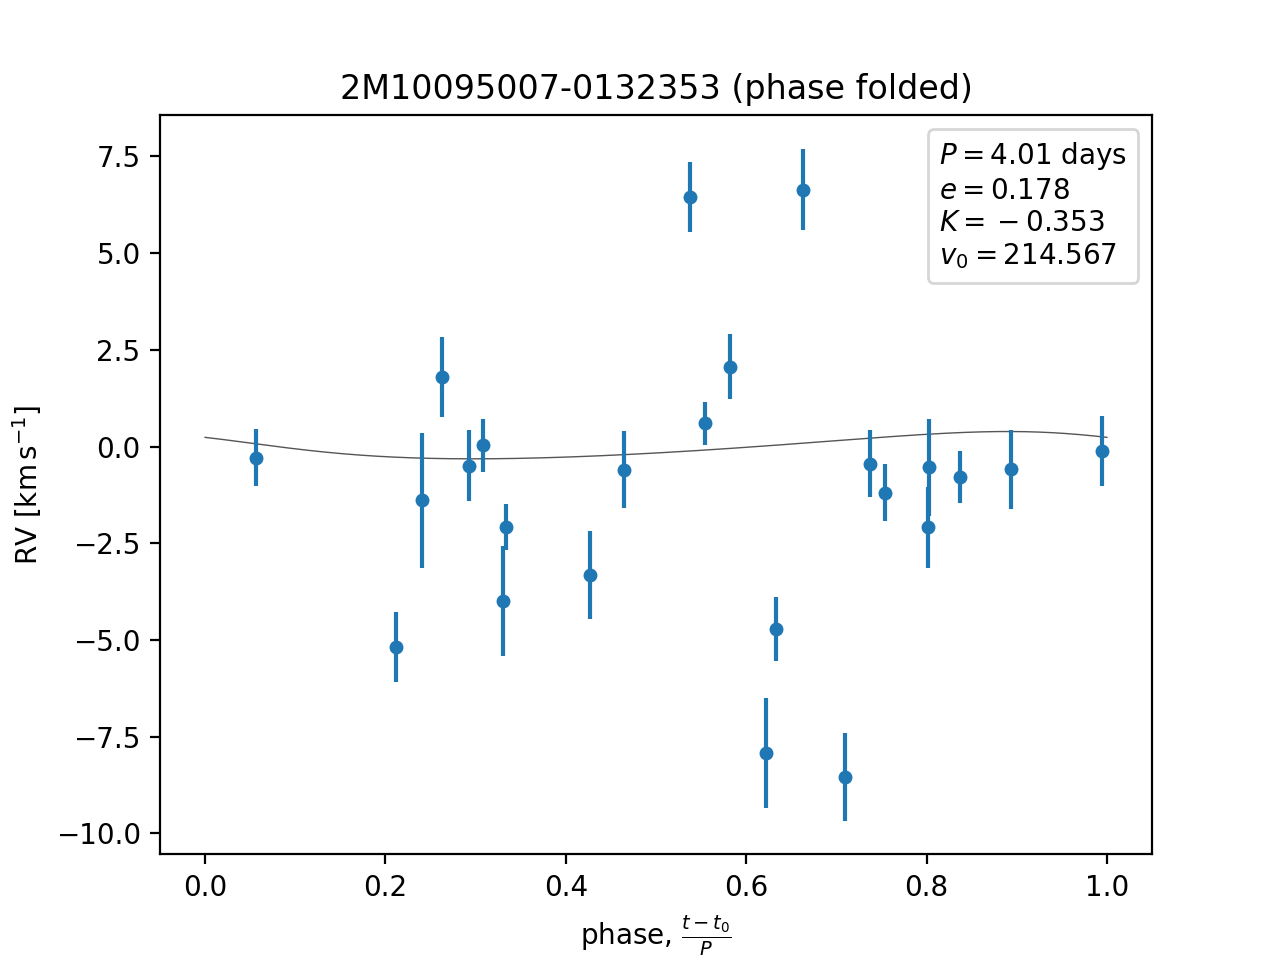 2M10095007-0132353 (phase folded)
P = 4.01 days
e = 0.178
K = −0.353
v₀ = 214.567
7.5
5.0
2.5
0.0
−2.5
−5.0
−7.5
−10.0
RV [km s⁻¹]
0.0 0.2 0.4 0.6 0.8 1.0
phase, (t − t₀)/P